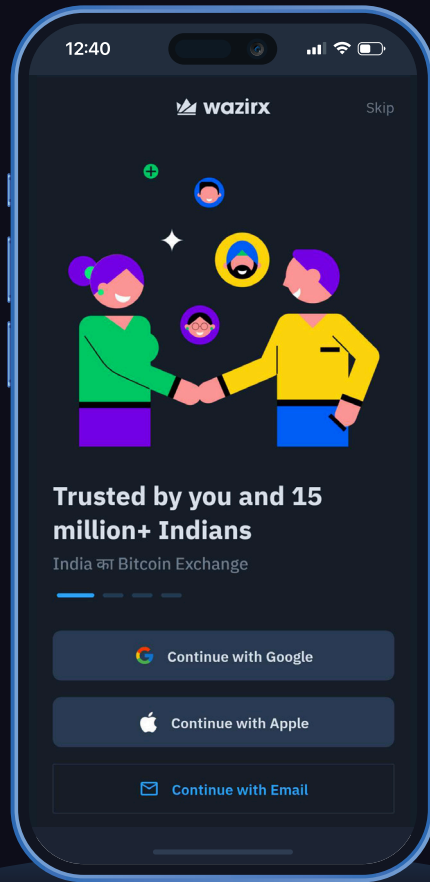 12:40
wazirx
Skip
Trusted by you and 15
million+ Indians
India का Bitcoin Exchange
Continue with Google
Continue with Apple
Continue with Email